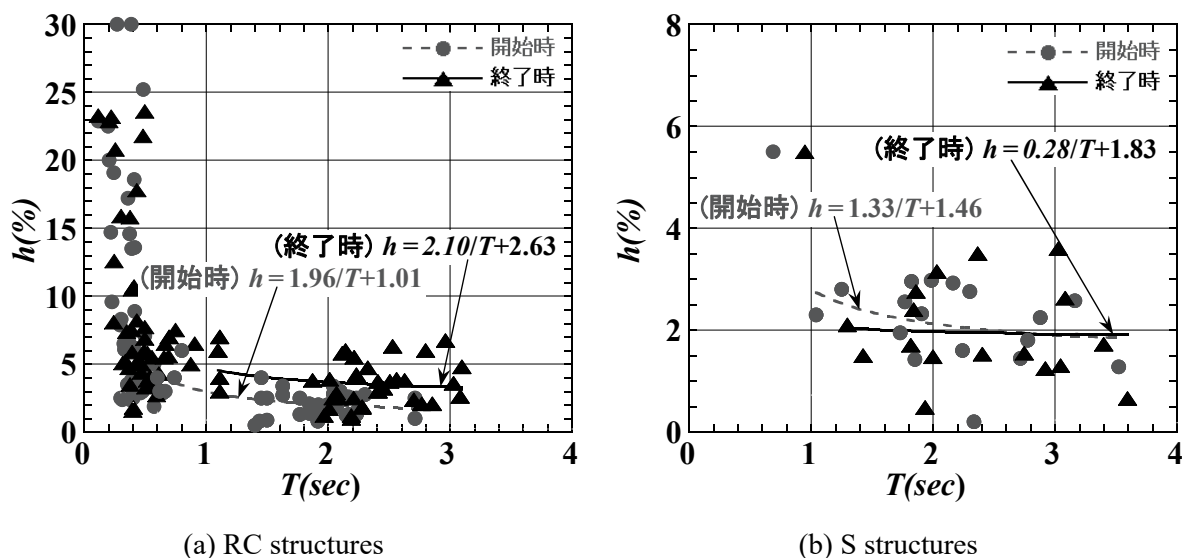 30
25
20
15
10
5
0
h(%)
0
1
2
3
4
T(sec)
開始時
終了時
(終了時) h = 2.10/T+2.63
(開始時) h = 1.96/T+1.01
(a) RC structures
8
6
4
2
0
h(%)
0
1
2
3
4
T(sec)
開始時
終了時
(終了時) h = 0.28/T+1.83
(開始時) h = 1.33/T+1.46
(b) S structures